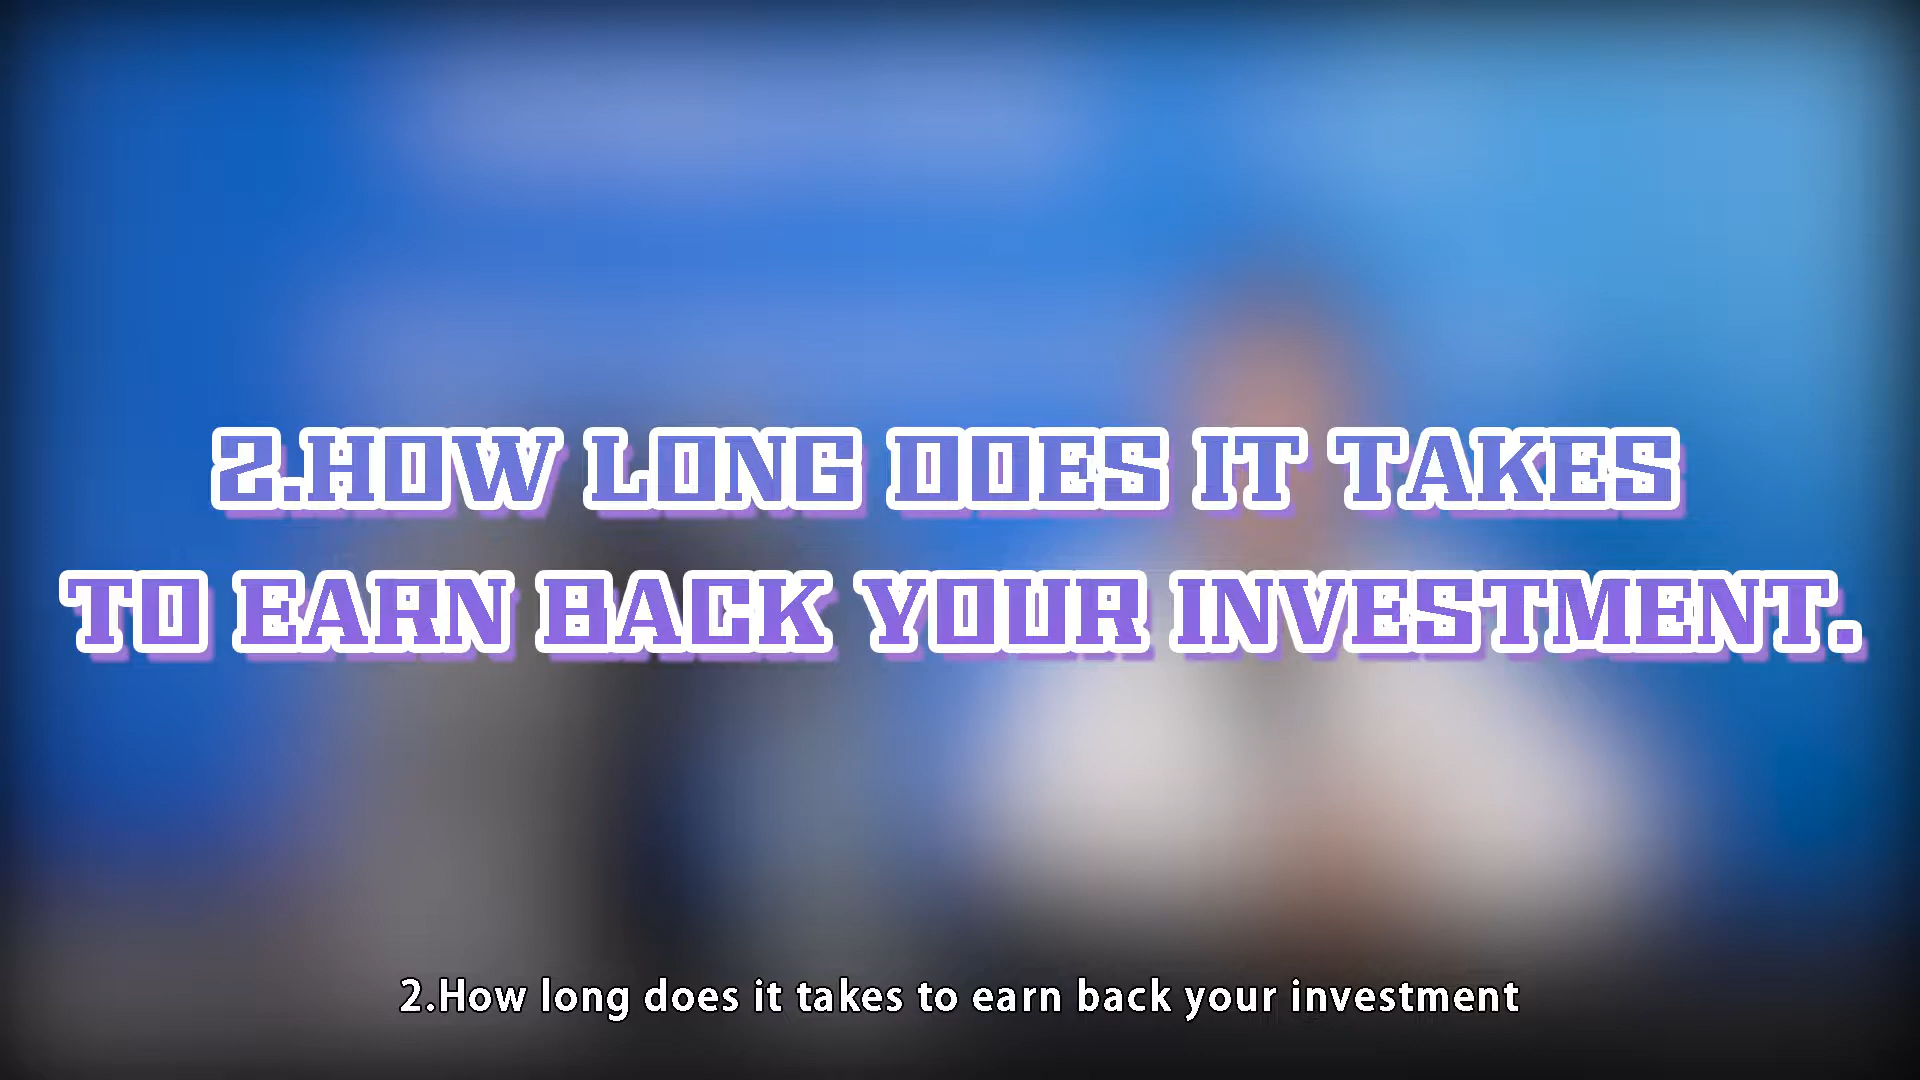 2.HOW LONG DOES IT TAKES
TO EARN BACK YOUR INVESTMENT.
2.How long does it takes to earn back your investment